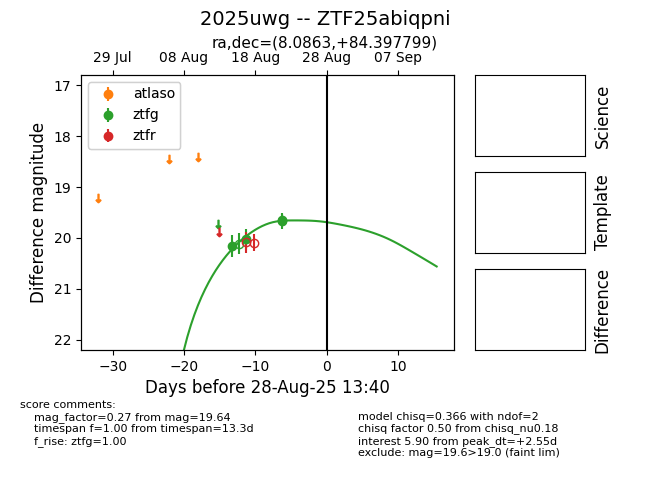 2025uwg -- ZTF25abiqpni
ra,dec=(8.0863,+84.397799)
29 Jul 08 Aug 18 Aug 28 Aug 07 Sep
atlaso
ztfg
ztfr
17
18
19
20
21
22
Difference magnitude
−30 −20 −10 0 10
Days before 28-Aug-25 13:40
Science
Template
Difference
score comments:
mag_factor=0.27 from mag=19.64
timespan f=1.00 from timespan=13.3d
f_rise: ztfg=1.00
model chisq=0.366 with ndof=2
chisq factor 0.50 from chisq_nu0.18
interest 5.90 from peak_dt=+2.55d
exclude: mag=19.6>19.0 (faint lim)